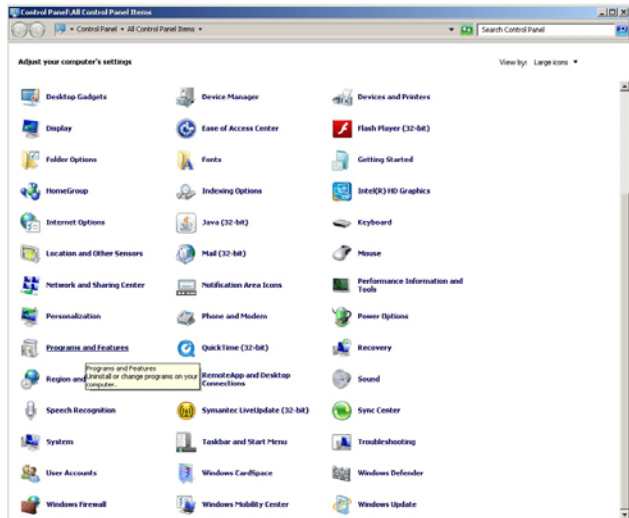 Control Panel\All Control Panel Items
Control Panel All Control Panel Items Search Control Panel
Adjust your computer's settings View by: Large icons
Desktop Gadgets Device Manager Devices and Printers
Display Ease of Access Center Flash Player (32-bit)
Folder Options Fonts Getting Started
HomeGroup Indexing Options Intel(R) HD Graphics
Internet Options Java (32-bit) Keyboard
Location and Other Sensors Mail (32-bit) Mouse
Network and Sharing Center Notification Area Icons Performance Information and
Tools
Personalization Phone and Modem Power Options
Programs and Features QuickTime (32-bit) Recovery
Programs and Features
Uninstall or change programs on your
computer.
Region and RemoteApp and Desktop
Connections Sound
Speech Recognition Symantec LiveUpdate (32-bit) Sync Center
System Taskbar and Start Menu Troubleshooting
User Accounts Windows CardSpace Windows Defender
Windows Firewall Windows Mobility Center Windows Update